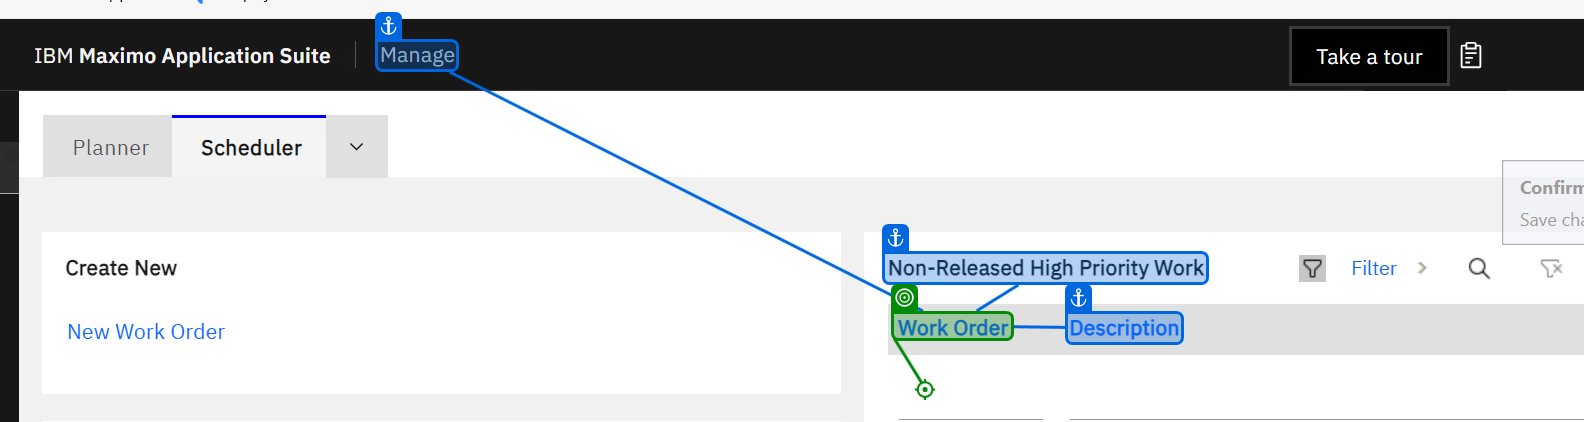 IBM Maximo Application Suite
Manage
Take a tour
Planner
Scheduler
Confirm
Save cha
Create New
Non-Released High Priority Work
Filter
New Work Order
Work Order
Description